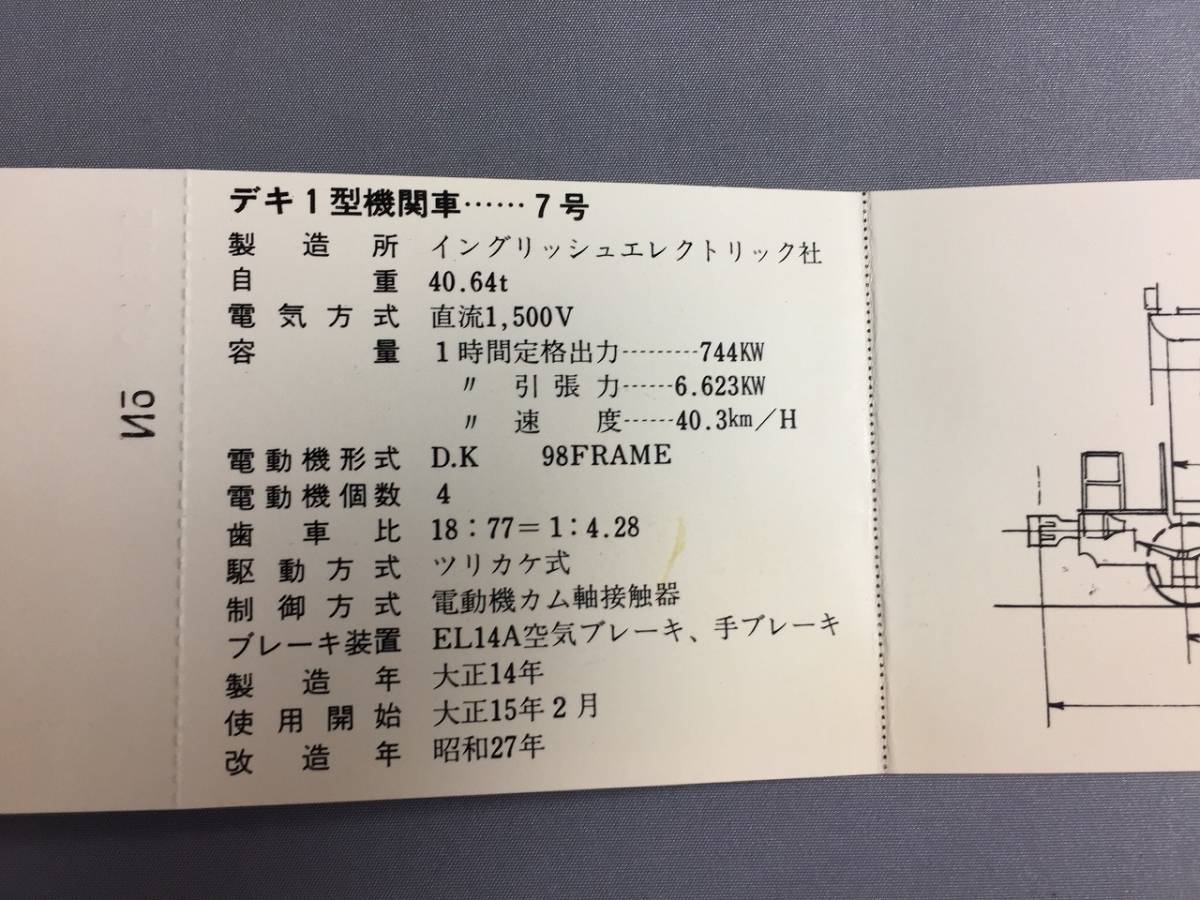 デキ1型機関車……7号
製造所 イングリッシュエレクトリック社
自重 40.64t
電気方式 直流1,500V
容量 1時間定格出力………744KW
〃 引張力……6.623KW
〃 速度……40.3km/H
電動機形式 D.K 98FRAME
電動機個数 4
歯車比 18：77＝1：4.28
駆動方式 ツリカケ式
制御方式 電動機カム軸接触器
ブレーキ装置 EL14A空気ブレーキ、手ブレーキ
製造年 大正14年
使用開始 大正15年2月
改造年 昭和27年
No